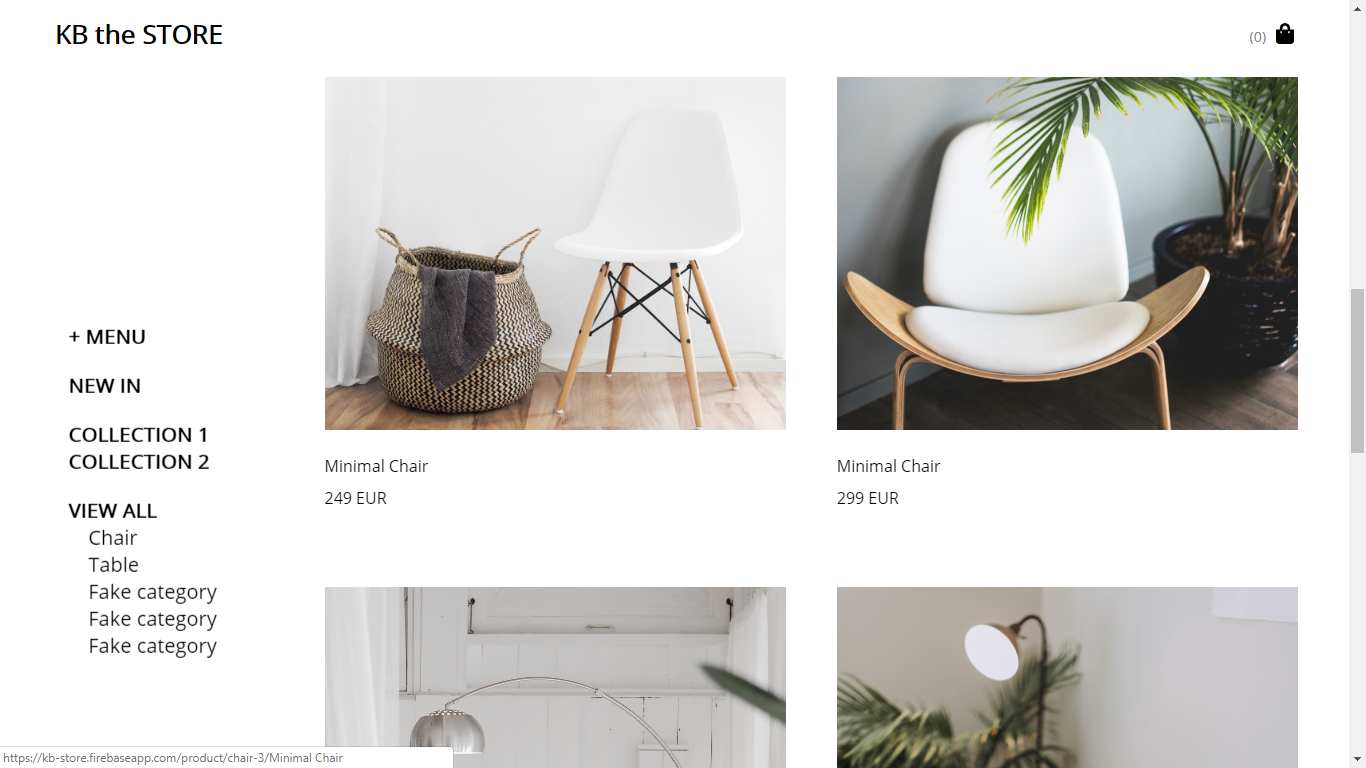 KB the STORE
(0)
+ MENU
NEW IN
COLLECTION 1
COLLECTION 2
VIEW ALL
Chair
Table
Fake category
Fake category
Fake category
Minimal Chair
249 EUR
Minimal Chair
299 EUR
https://kb-store.firebaseapp.com/product/chair-3/Minimal Chair